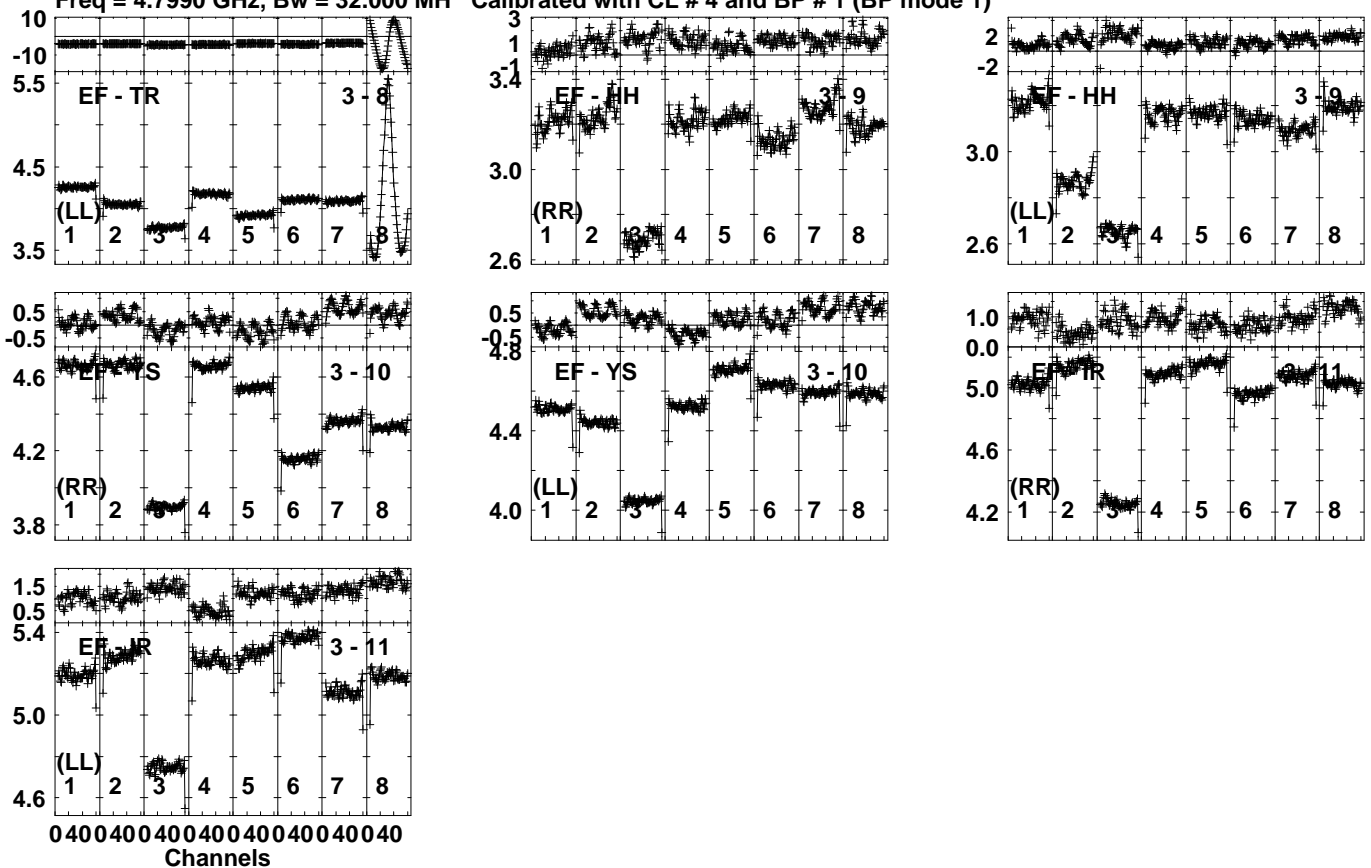 Freq = 4.7990 GHz, Bw = 32.000 MH Calibrated with CL # 4 and BP # 1 (BP mode 1)
10
-10
5.5
4.5
3.5
EF - TR 3 - 8
(LL)
1 2 3 4 5 6 7 8
3
1
-1
3.4
3.0
2.6
EF - HH 3 - 9
(RR)
1 2 3 4 5 6 7 8
2
-2
3.0
2.6
EF - HH 3 - 9
(LL)
1 2 3 4 5 6 7 8
0.5
-0.5
4.6
4.2
3.8
EF - YS 3 - 10
(RR)
1 2 3 4 5 6 7 8
0.5
-0.5
4.8
4.4
4.0
EF - YS 3 - 10
(LL)
1 2 3 4 5 6 7 8
1.0
0.0
5.0
4.6
4.2
EF - IR 3 - 11
(RR)
1 2 3 4 5 6 7 8
1.5
0.5
5.4
5.0
4.6
EF - IR 3 - 11
(LL)
1 2 3 4 5 6 7 8
0 40 0 40 0 40 0 40 0 40 0 40 0 40 0 40
Channels